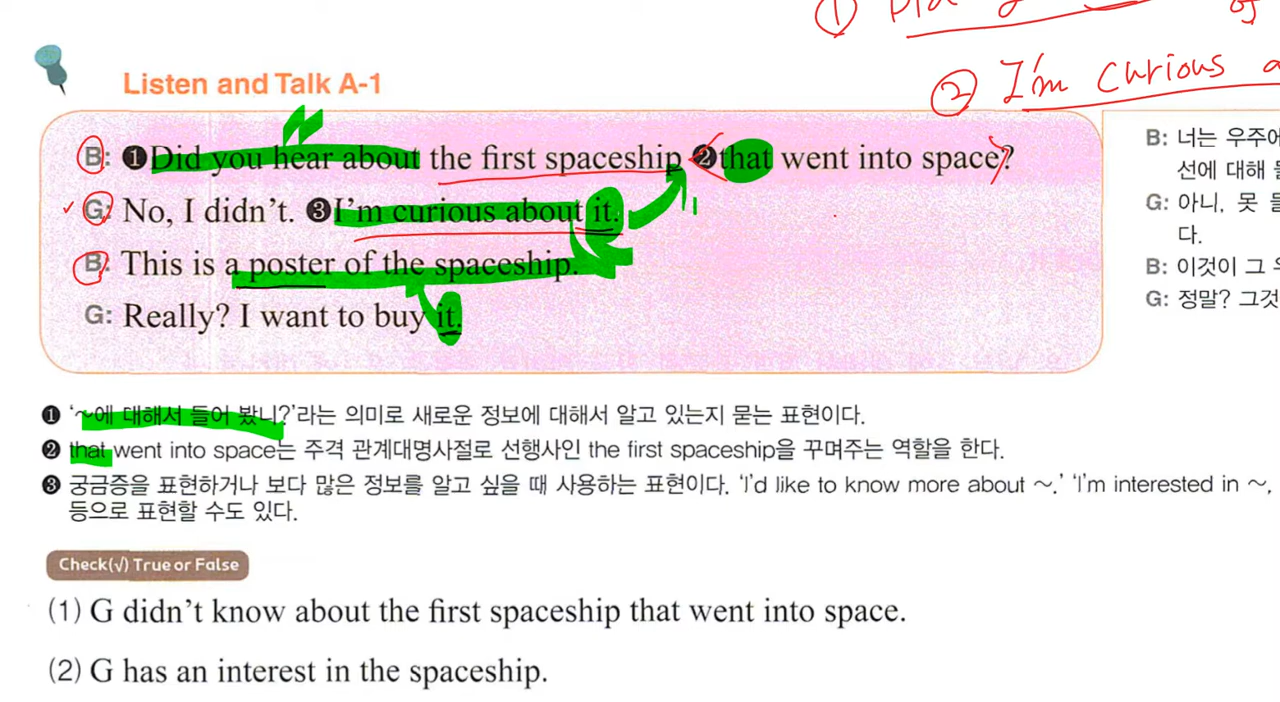 ① Did you of
② I'm curious a
Listen and Talk A-1
B: ❶Did you hear about the first spaceship ❷that went into space?
G: No, I didn't. ❸I'm curious about it.
B: This is a poster of the spaceship.
G: Really? I want to buy it.
B: 너는 우주에
선에 대해 들
G: 아니, 못 들
다.
B: 이것이 그 우
G: 정말? 그것
❶ '~에 대해서 들어 봤니?'라는 의미로 새로운 정보에 대해서 알고 있는지 묻는 표현이다.
❷ that went into space는 주격 관계대명사절로 선행사인 the first spaceship을 꾸며주는 역할을 한다.
❸ 궁금증을 표현하거나 보다 많은 정보를 알고 싶을 때 사용하는 표현이다. 'I'd like to know more about ~.' 'I'm interested in ~,
등으로 표현할 수도 있다.
Check(√) True or False
(1) G didn't know about the first spaceship that went into space.
(2) G has an interest in the spaceship.